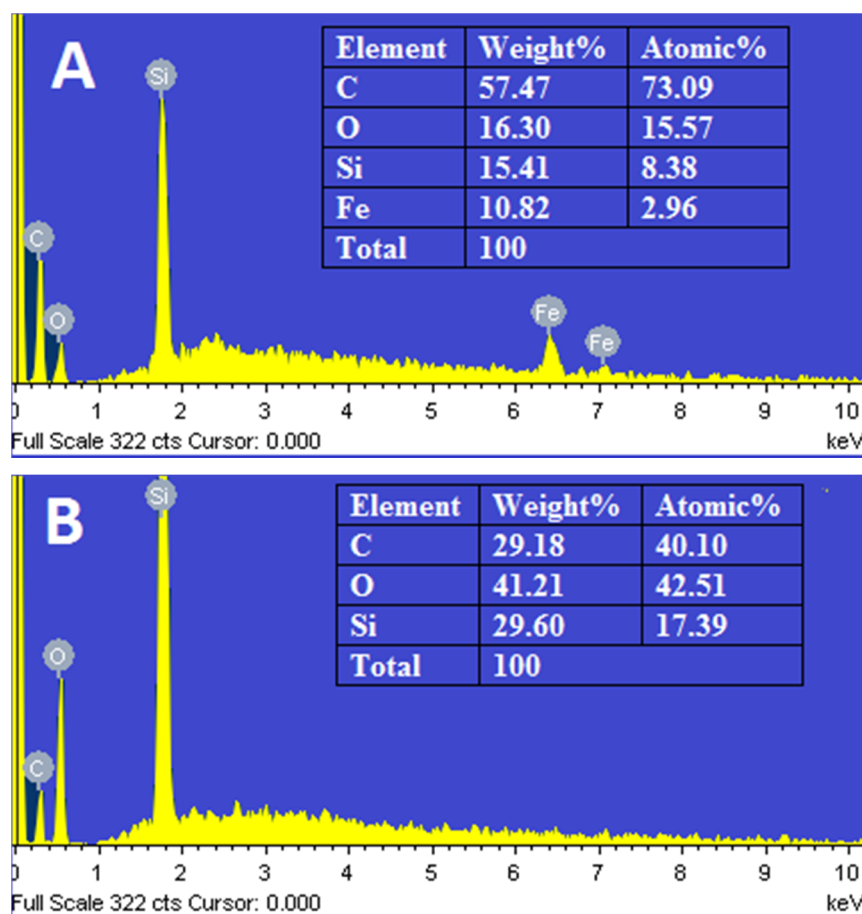 A
Si
Element Weight% Atomic%
C 57.47 73.09
O 16.30 15.57
Si 15.41 8.38
Fe 10.82 2.96
Total 100
C
O
Fe
Fe
0 1 2 3 4 5 6 7 8 9 10
Full Scale 322 cts Cursor: 0.000 keV
B
Si
Element Weight% Atomic%
C 29.18 40.10
O 41.21 42.51
Si 29.60 17.39
Total 100
O
C
0 1 2 3 4 5 6 7 8 9 10
Full Scale 322 cts Cursor: 0.000 keV